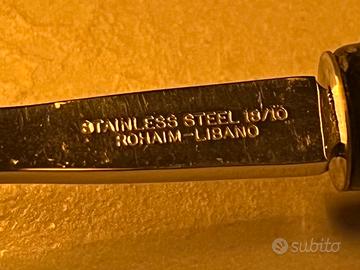 STAINLESS STEEL 18/10
ROHAIM-LIBANO
subito